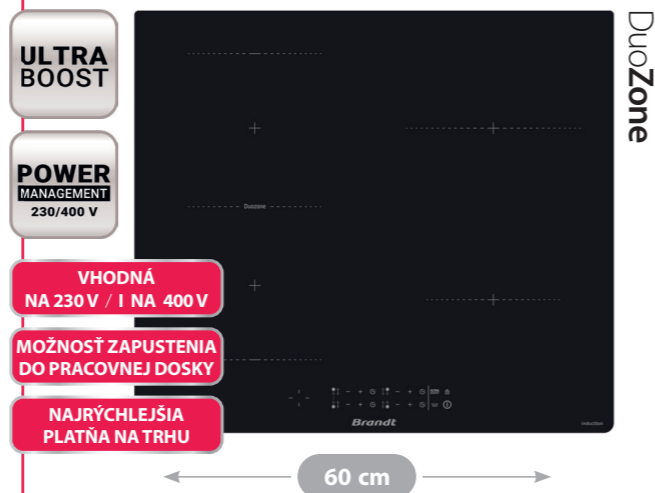 ULTRA
BOOST
POWER
MANAGEMENT
230/400 V
VHODNÁ
NA 230 V / I NA 400 V
MOŽNOSŤ ZAPUSTENIA
DO PRACOVNEJ DOSKY
NAJRÝCHLEJŠIA
PLATŇA NA TRHU
Duozone
Brandt
induction
60 cm
DuoZone